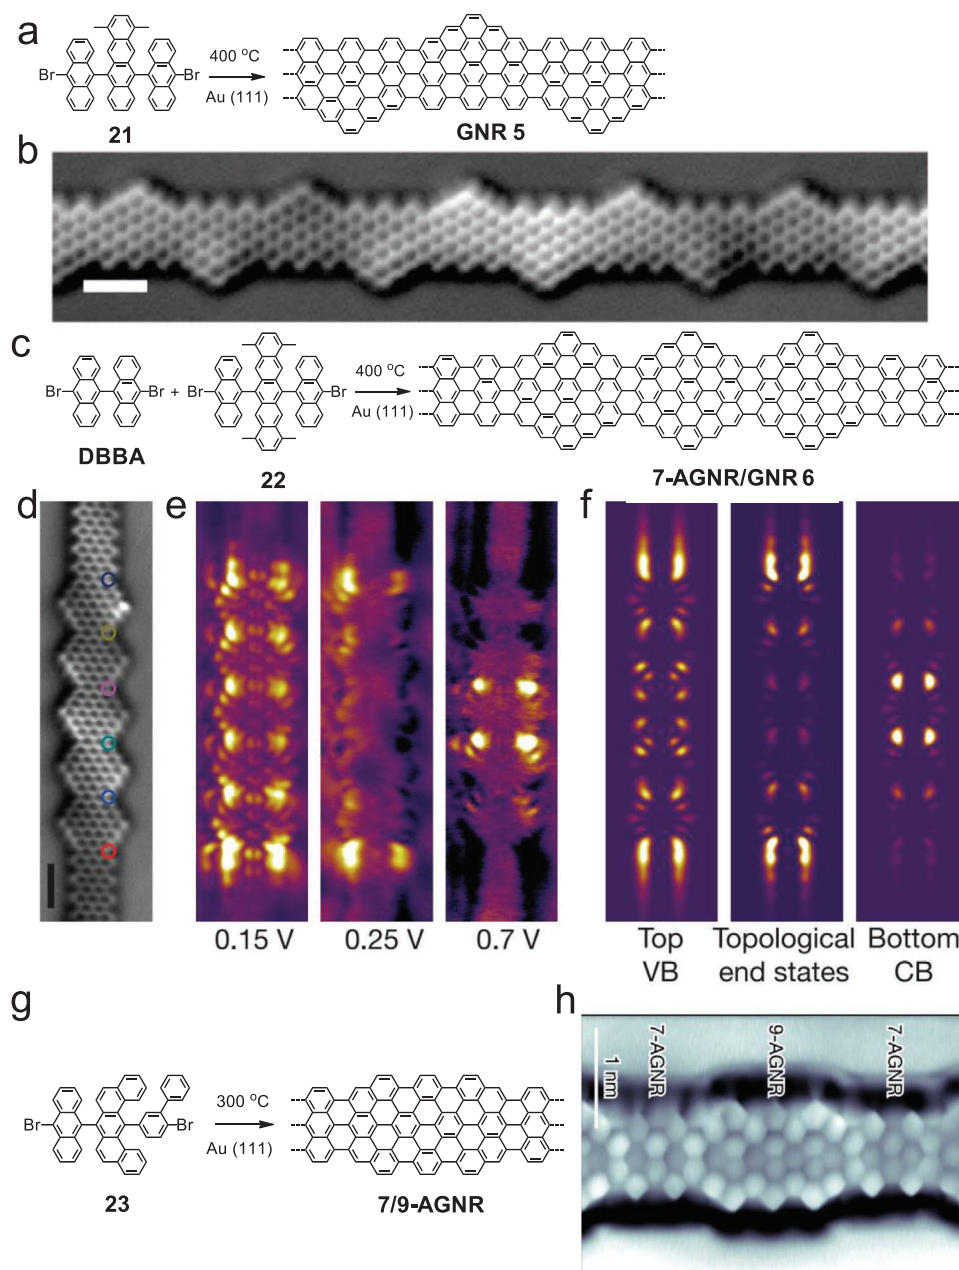 a
Br
Br
21
400 °C
Au (111)
GNR 5
b
c
Br
Br
+
Br
Br
DBBA
22
400 °C
Au (111)
7-AGNR/GNR 6
d
e
f
0.15 V
0.25 V
0.7 V
Top
VB
Topological
end states
Bottom
CB
g
Br
Br
23
300 °C
Au (111)
7/9-AGNR
h
1 nm
7-AGNR
9-AGNR
7-AGNR